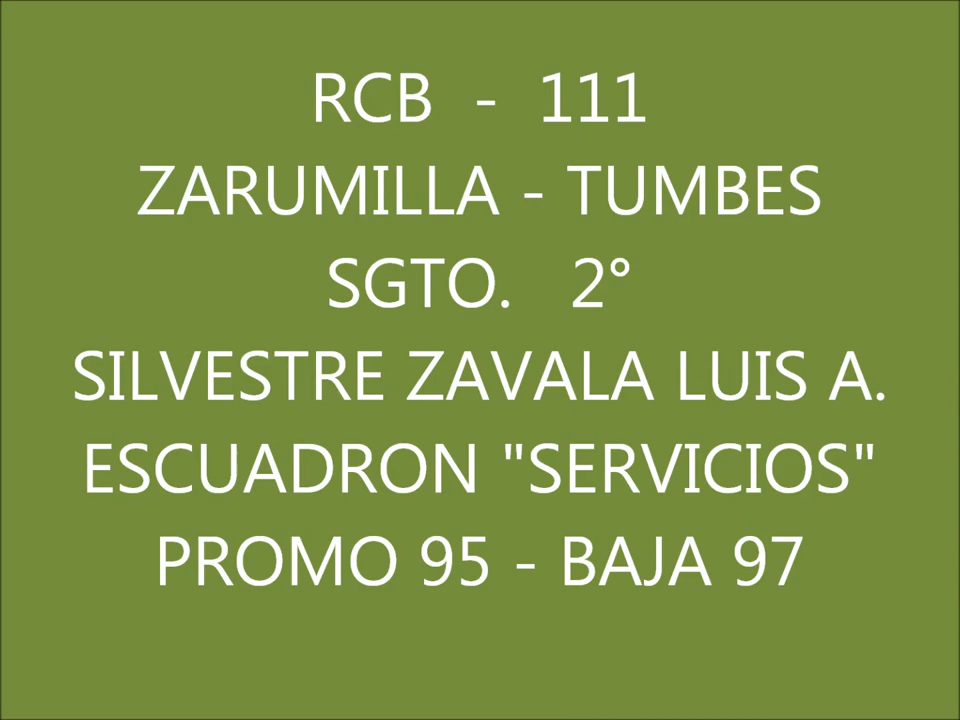 RCB - 111
ZARUMILLA - TUMBES
SGTO. 2°
SILVESTRE ZAVALA LUIS A.
ESCUADRON "SERVICIOS"
PROMO 95 - BAJA 97